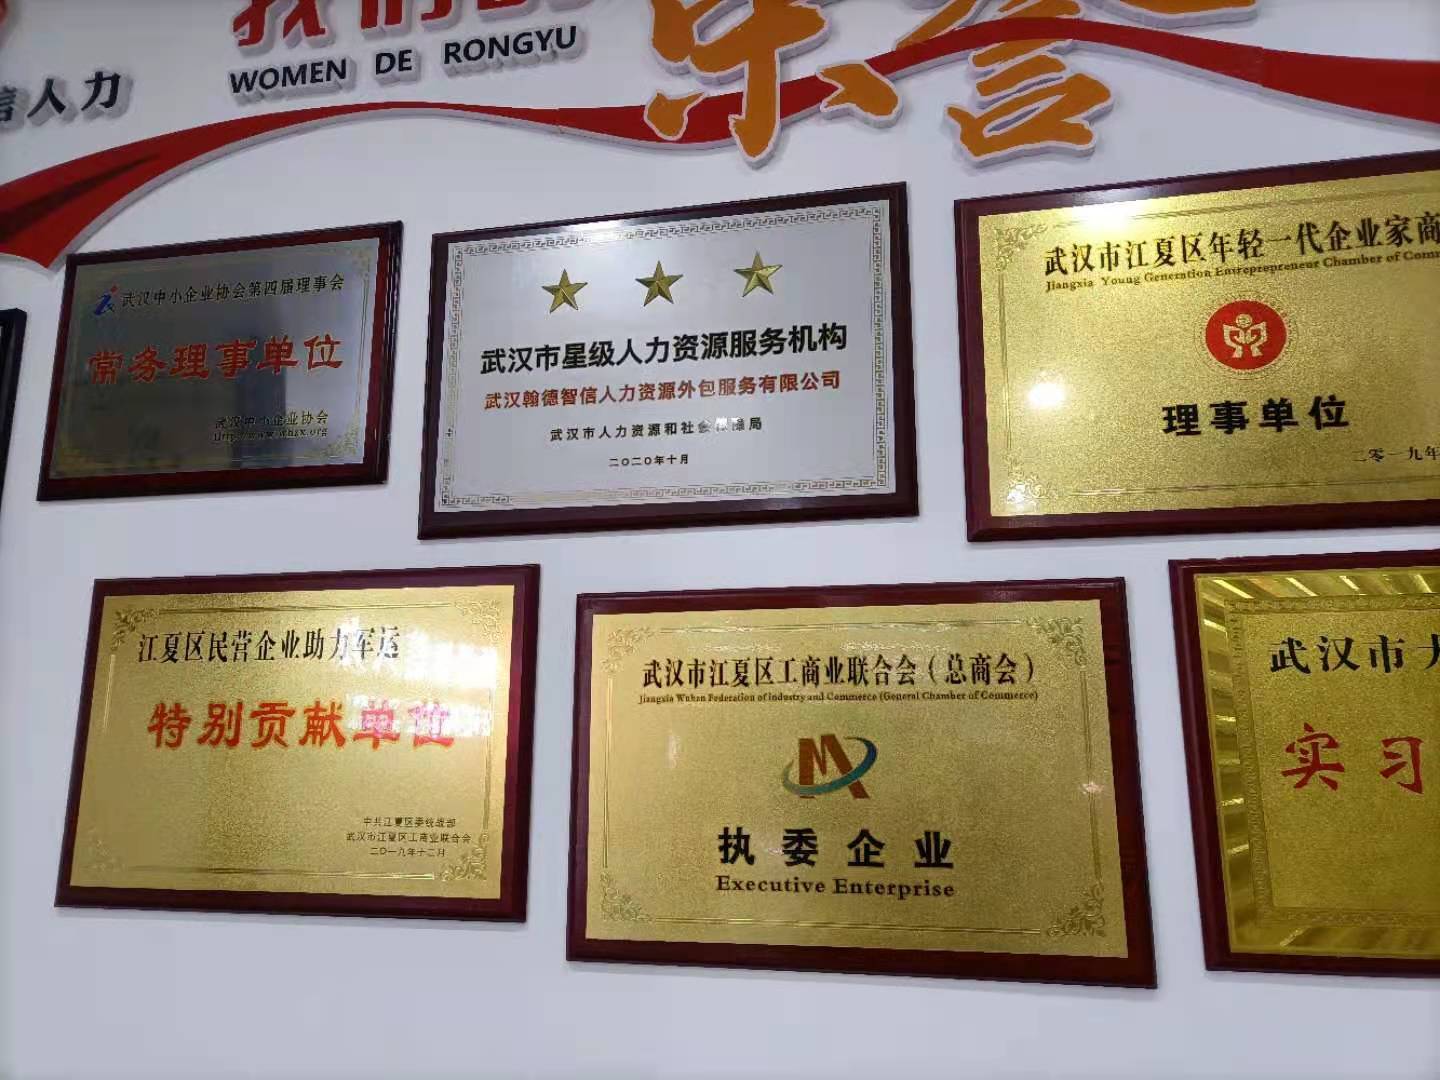 我们的
荣誉
WOMEN DE RONGYU
信人力
武汉中小企业协会第四届理事会
常务理事单位
武汉中小企业协会
武汉市星级人力资源服务机构
武汉翰德智信人力资源外包服务有限公司
武汉市人力资源和社会保障局
二〇二〇年十月
武汉市江夏区年轻一代企业家商
Jiangxia Young Generation Entrepreneur Chamber of Com
理事单位
二零一九年
江夏区民营企业助力军运
特别贡献单位
中共江夏区委统战部
武汉市江夏区工商业联合会
二〇一九年十二月
武汉市江夏区工商业联合会（总商会）
Jiangxia Wuhan Federation of Industry and Commerce (General Chamber of Commerce)
执委企业
Executive Enterprise
武汉市大
实习